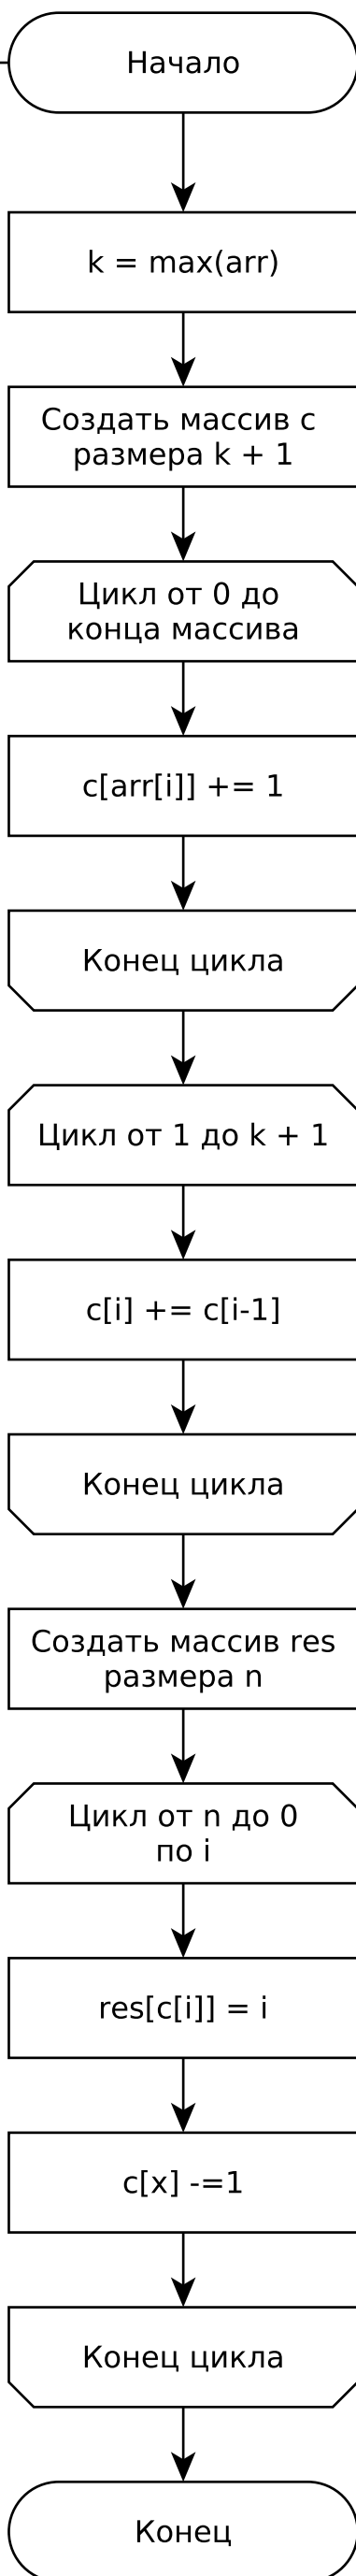 Начало
k = max(arr)
Создать массив c
размера k + 1
Цикл от 0 до
конца массива
c[arr[i]] += 1
Конец цикла
Цикл от 1 до k + 1
c[i] += c[i-1]
Конец цикла
Создать массив res
размера n
Цикл от n до 0
по i
res[c[i]] = i
c[x] -=1
Конец цикла
Конец